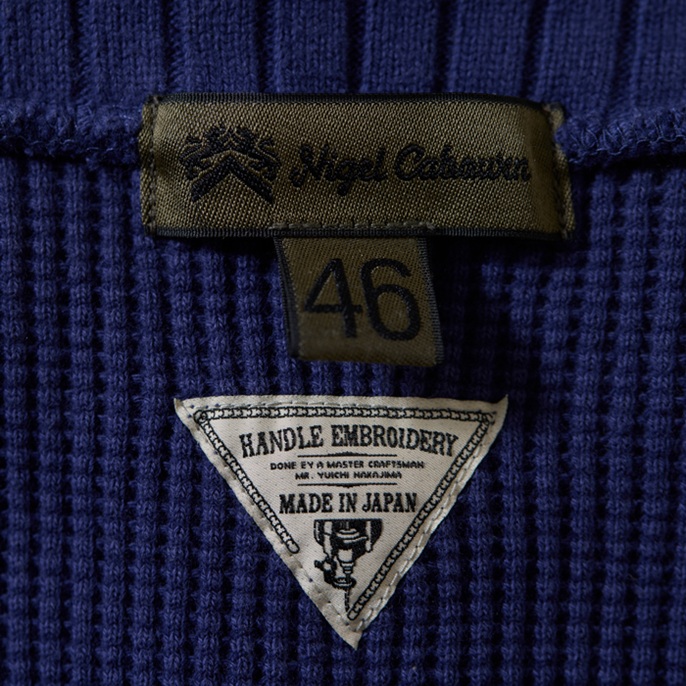 Nigel Cabourn
46
HANDLE EMBROIDERY
DONE BY A MASTER CRAFTSMAN
MR. YUICHI NAKAJIMA
MADE IN JAPAN